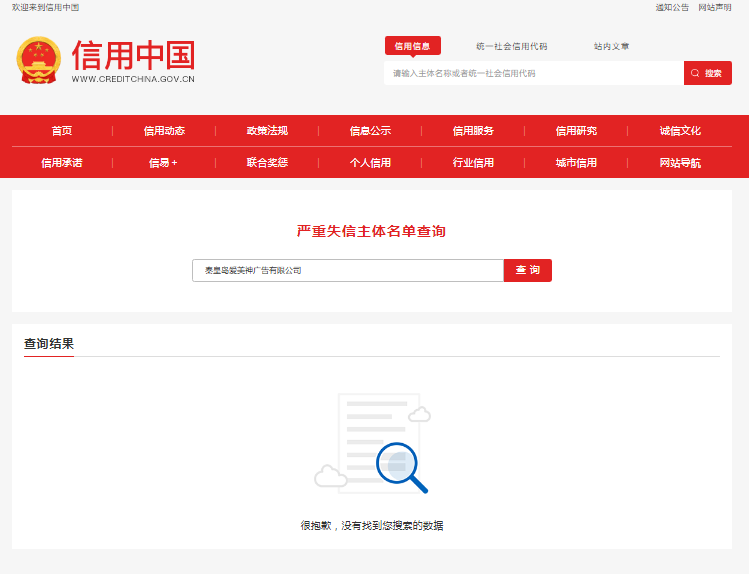 欢迎来到信用中国
通知公告 网站声明
信用中国
WWW.CREDITCHINA.GOV.CN
信用信息 统一社会信用代码 站内文章
请输入主体名称或者统一社会信用代码 搜索
首页 信用动态 政策法规 信息公示 信用服务 信用研究 诚信文化
信用承诺 信易+ 联合奖惩 个人信用 行业信用 城市信用 网站导航
严重失信主体名单查询
秦皇岛爱美神广告有限公司 查 询
查询结果
很抱歉，没有找到您搜索的数据